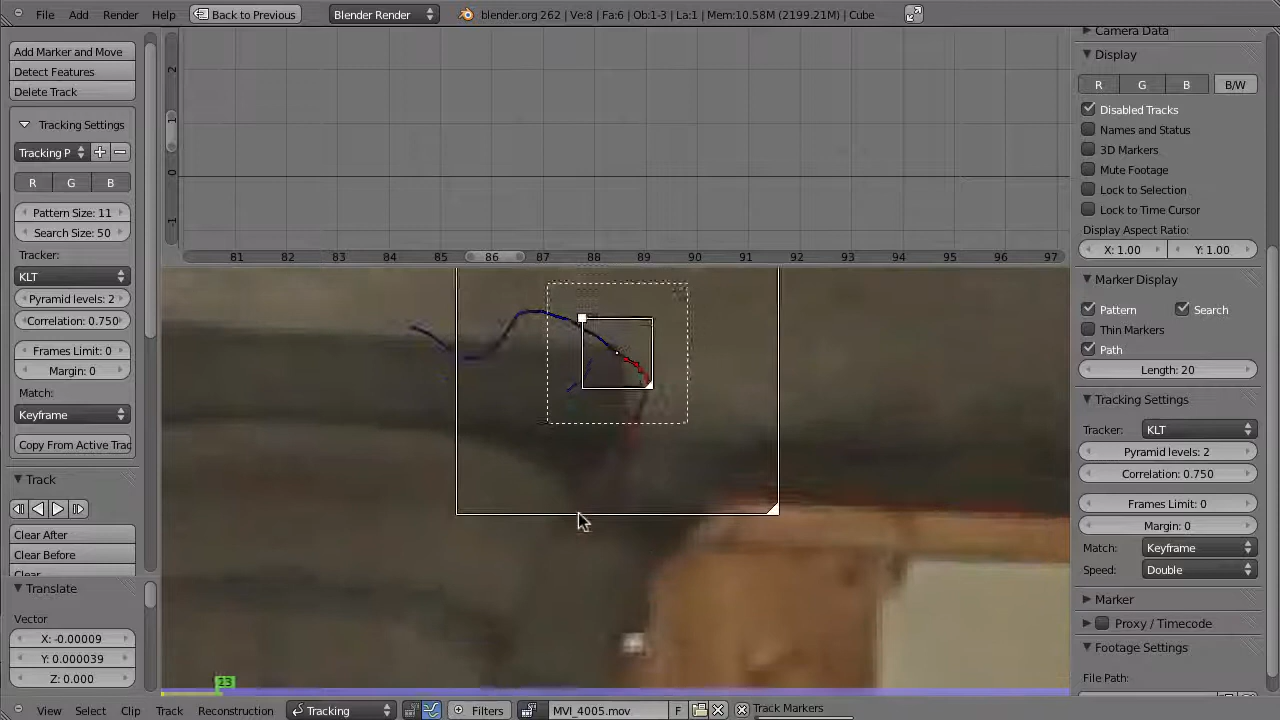 File Add Render Help Back to Previous Blender Render blender.org 262 | Ve:8 | Fa:6 | Ob:1-3 | La:1 | Mem:10.58M (2199.21M) | Cube
Add Marker and Move
Detect Features
Delete Track
Tracking Settings
Tracking P
R G B
Pattern Size: 11
Search Size: 50
Tracker:
KLT
Pyramid levels: 2
Correlation: 0.750
Frames Limit: 0
Margin: 0
Match:
Keyframe
Copy From Active Trac
Track
Clear After
Clear Before
Clear
Translate
Vector
X: -0.00009
Y: 0.000039
Z: 0.000
2
1
0
-1
81 82 83 84 85 86 87 88 89 90 91 92 93 94 95 96 97
23
Camera Data
Display
R G B B/W
Disabled Tracks
Names and Status
3D Markers
Mute Footage
Lock to Selection
Lock to Time Cursor
Display Aspect Ratio:
X: 1.00 Y: 1.00
Marker Display
Pattern Search
Thin Markers
Path
Length: 20
Tracking Settings
Tracker: KLT
Pyramid levels: 2
Correlation: 0.750
Frames Limit: 0
Margin: 0
Match: Keyframe
Speed: Double
Marker
Proxy / Timecode
Footage Settings
File Path:
View Select Clip Track Reconstruction Tracking Filters MVI_4005.mov F Track Markers